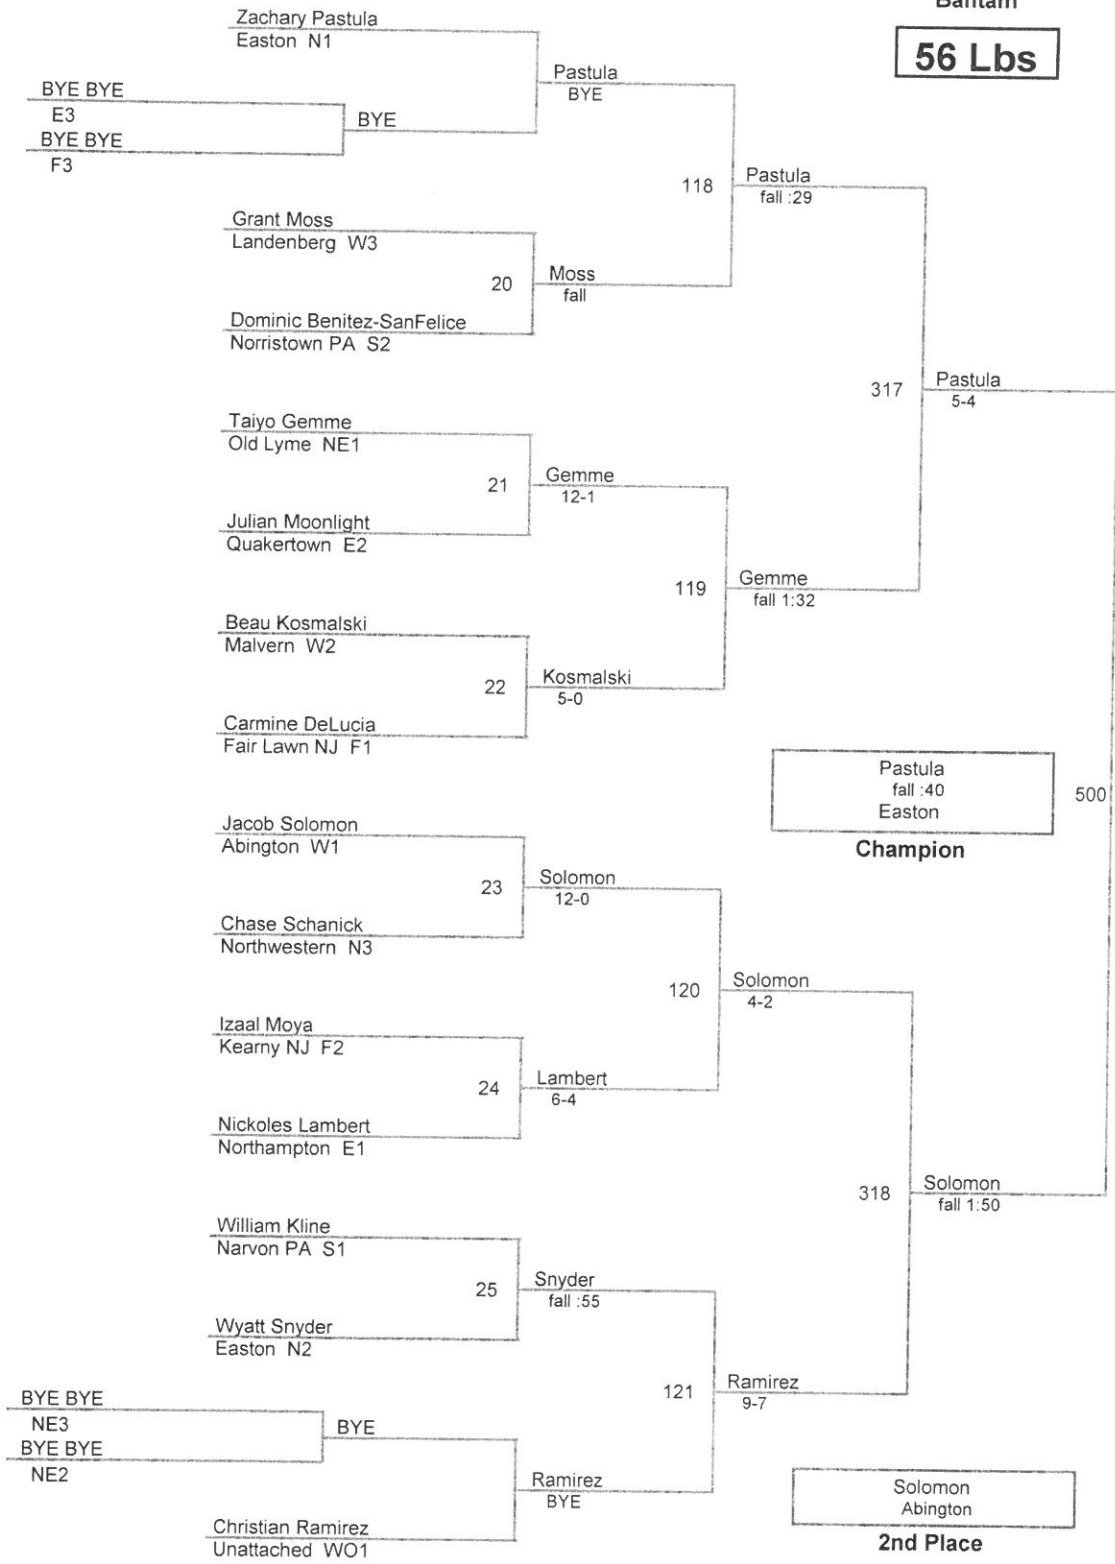 Bantam
56 Lbs
Zachary Pastula
Easton N1
Pastula
BYE
BYE BYE
E3
BYE
BYE BYE
F3
118
Pastula
fall :29
Grant Moss
Landenberg W3
20
Moss
fall
Dominic Benitez-SanFelice
Norristown PA S2
317
Pastula
5-4
Taiyo Gemme
Old Lyme NE1
21
Gemme
12-1
Julian Moonlight
Quakertown E2
119
Gemme
fall 1:32
Beau Kosmalski
Malvern W2
22
Kosmalski
5-0
Carmine DeLucia
Fair Lawn NJ F1
Pastula
fall :40
Easton
500
Champion
Jacob Solomon
Abington W1
23
Solomon
12-0
Chase Schanick
Northwestern N3
120
Solomon
4-2
Izaal Moya
Kearny NJ F2
24
Lambert
6-4
Nickoles Lambert
Northampton E1
318
Solomon
fall 1:50
William Kline
Narvon PA S1
25
Snyder
fall :55
Wyatt Snyder
Easton N2
121
Ramirez
9-7
BYE BYE
NE3
BYE
BYE BYE
NE2
Ramirez
BYE
Christian Ramirez
Unattached WO1
Solomon
Abington
2nd Place